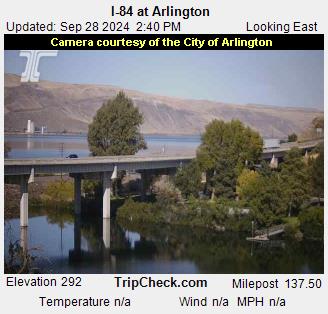 I-84 at Arlington
Updated: Sep 28 2024 2:40 PM Looking East
Camera courtesy of the City of Arlington
Elevation 292 TripCheck.com Milepost 137.50
Temperature n/a Wind n/a MPH n/a